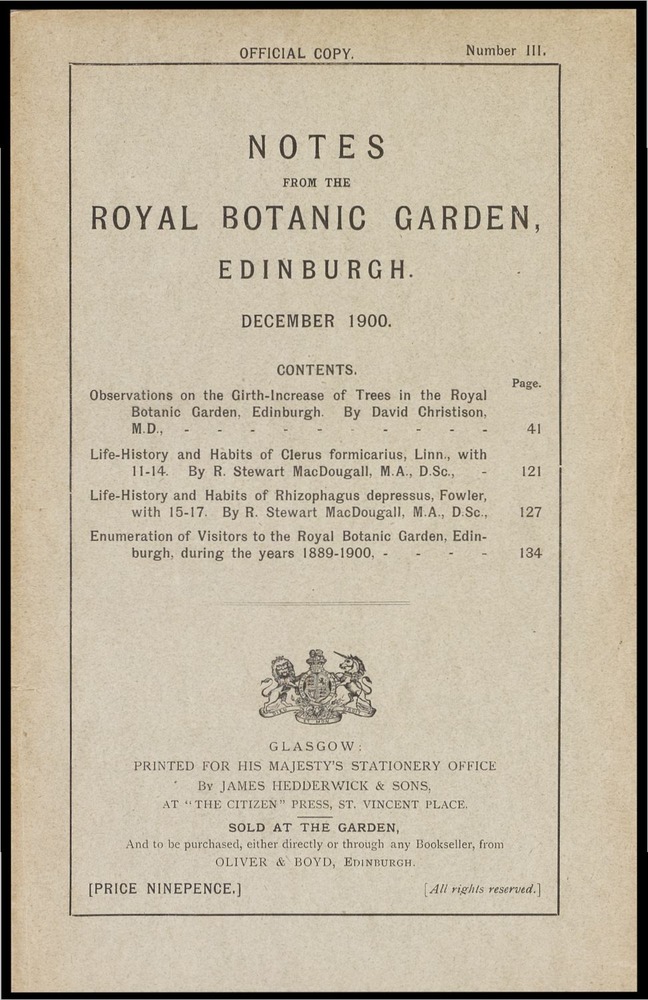 OFFICIAL COPY.
Number III.
NOTES
FROM THE
ROYAL BOTANIC GARDEN,
EDINBURGH.
DECEMBER 1900.
CONTENTS.
Page.
Observations on the Girth-Increase of Trees in the Royal
Botanic Garden, Edinburgh. By David Christison,
M.D., - - - - - - - - - - 41
Life-History and Habits of Clerus formicarius, Linn., with
11-14. By R. Stewart MacDougall, M.A., D.Sc., - 121
Life-History and Habits of Rhizophagus depressus, Fowler,
with 15-17. By R. Stewart MacDougall, M.A., D.Sc., 127
Enumeration of Visitors to the Royal Botanic Garden, Edin-
burgh, during the years 1889-1900, - - - - 134
GLASGOW:
PRINTED FOR HIS MAJESTY'S STATIONERY OFFICE
By JAMES HEDDERWICK & SONS,
AT "THE CITIZEN" PRESS, ST. VINCENT PLACE.
SOLD AT THE GARDEN,
And to be purchased, either directly or through any Bookseller, from
OLIVER & BOYD, EDINBURGH.
[PRICE NINEPENCE.]
[All rights reserved.]